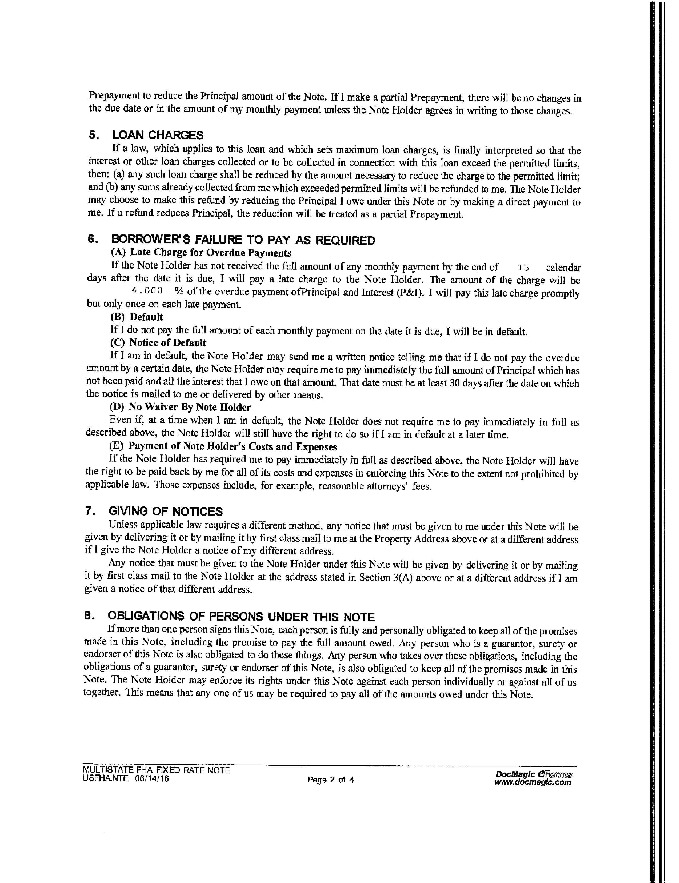 Prepayment to reduce the Principal amount of the Note. If I make a partial Prepayment, there will be no changes in
the due date or in the amount of my monthly payment unless the Note Holder agrees in writing to those changes.
5. LOAN CHARGES
If a law, which applies to this loan and which sets maximum loan charges, is finally interpreted so that the
interest or other loan charges collected or to be collected in connection with this loan exceed the permitted limits,
then: (a) any such loan charge shall be reduced by the amount necessary to reduce the charge to the permitted limit;
and (b) any sums already collected from me which exceeded permitted limits will be refunded to me. The Note Holder
may choose to make this refund by reducing the Principal I owe under this Note or by making a direct payment to
me. If a refund reduces Principal, the reduction will be treated as a partial Prepayment.
6. BORROWER'S FAILURE TO PAY AS REQUIRED
(A) Late Charge for Overdue Payments
If the Note Holder has not received the full amount of any monthly payment by the end of 15 calendar
days after the date it is due, I will pay a late charge to the Note Holder. The amount of the charge will be
4.000 % of the overdue payment of Principal and Interest (P&I). I will pay this late charge promptly
but only once on each late payment.
(B) Default
If I do not pay the full amount of each monthly payment on the date it is due, I will be in default.
(C) Notice of Default
If I am in default, the Note Holder may send me a written notice telling me that if I do not pay the overdue
amount by a certain date, the Note Holder may require me to pay immediately the full amount of Principal which has
not been paid and all the interest that I owe on that amount. That date must be at least 30 days after the date on which
the notice is mailed to me or delivered by other means.
(D) No Waiver By Note Holder
Even if, at a time when I am in default, the Note Holder does not require me to pay immediately in full as
described above, the Note Holder will still have the right to do so if I am in default at a later time.
(E) Payment of Note Holder's Costs and Expenses
If the Note Holder has required me to pay immediately in full as described above, the Note Holder will have
the right to be paid back by me for all of its costs and expenses in enforcing this Note to the extent not prohibited by
applicable law. Those expenses include, for example, reasonable attorneys' fees.
7. GIVING OF NOTICES
Unless applicable law requires a different method, any notice that must be given to me under this Note will be
given by delivering it or by mailing it by first class mail to me at the Property Address above or at a different address
if I give the Note Holder a notice of my different address.
Any notice that must be given to the Note Holder under this Note will be given by delivering it or by mailing
it by first class mail to the Note Holder at the address stated in Section 3(A) above or at a different address if I am
given a notice of that different address.
8. OBLIGATIONS OF PERSONS UNDER THIS NOTE
If more than one person signs this Note, each person is fully and personally obligated to keep all of the promises
made in this Note, including the promise to pay the full amount owed. Any person who is a guarantor, surety or
endorser of this Note is also obligated to do these things. Any person who takes over these obligations, including the
obligations of a guarantor, surety or endorser of this Note, is also obligated to keep all of the promises made in this
Note. The Note Holder may enforce its rights under this Note against each person individually or against all of us
together. This means that any one of us may be required to pay all of the amounts owed under this Note.
MULTISTATE FHA FIXED RATE NOTE
USFHA.NTE 06/14/16
Page 2 of 4
DocMagic eForms
www.docmagic.com